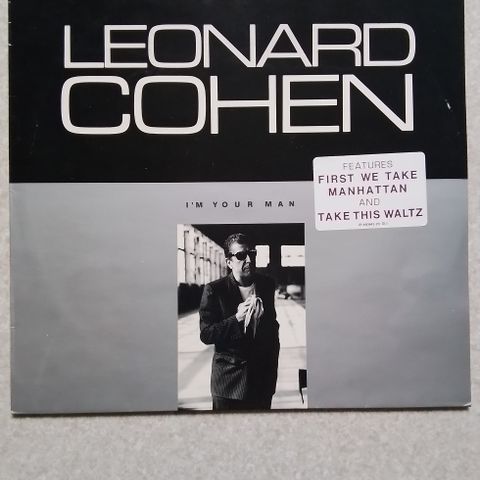 LEONARD
COHEN
FEATURES
FIRST WE TAKE
MANHATTAN
AND
TAKE THIS WALTZ
I'M YOUR MAN